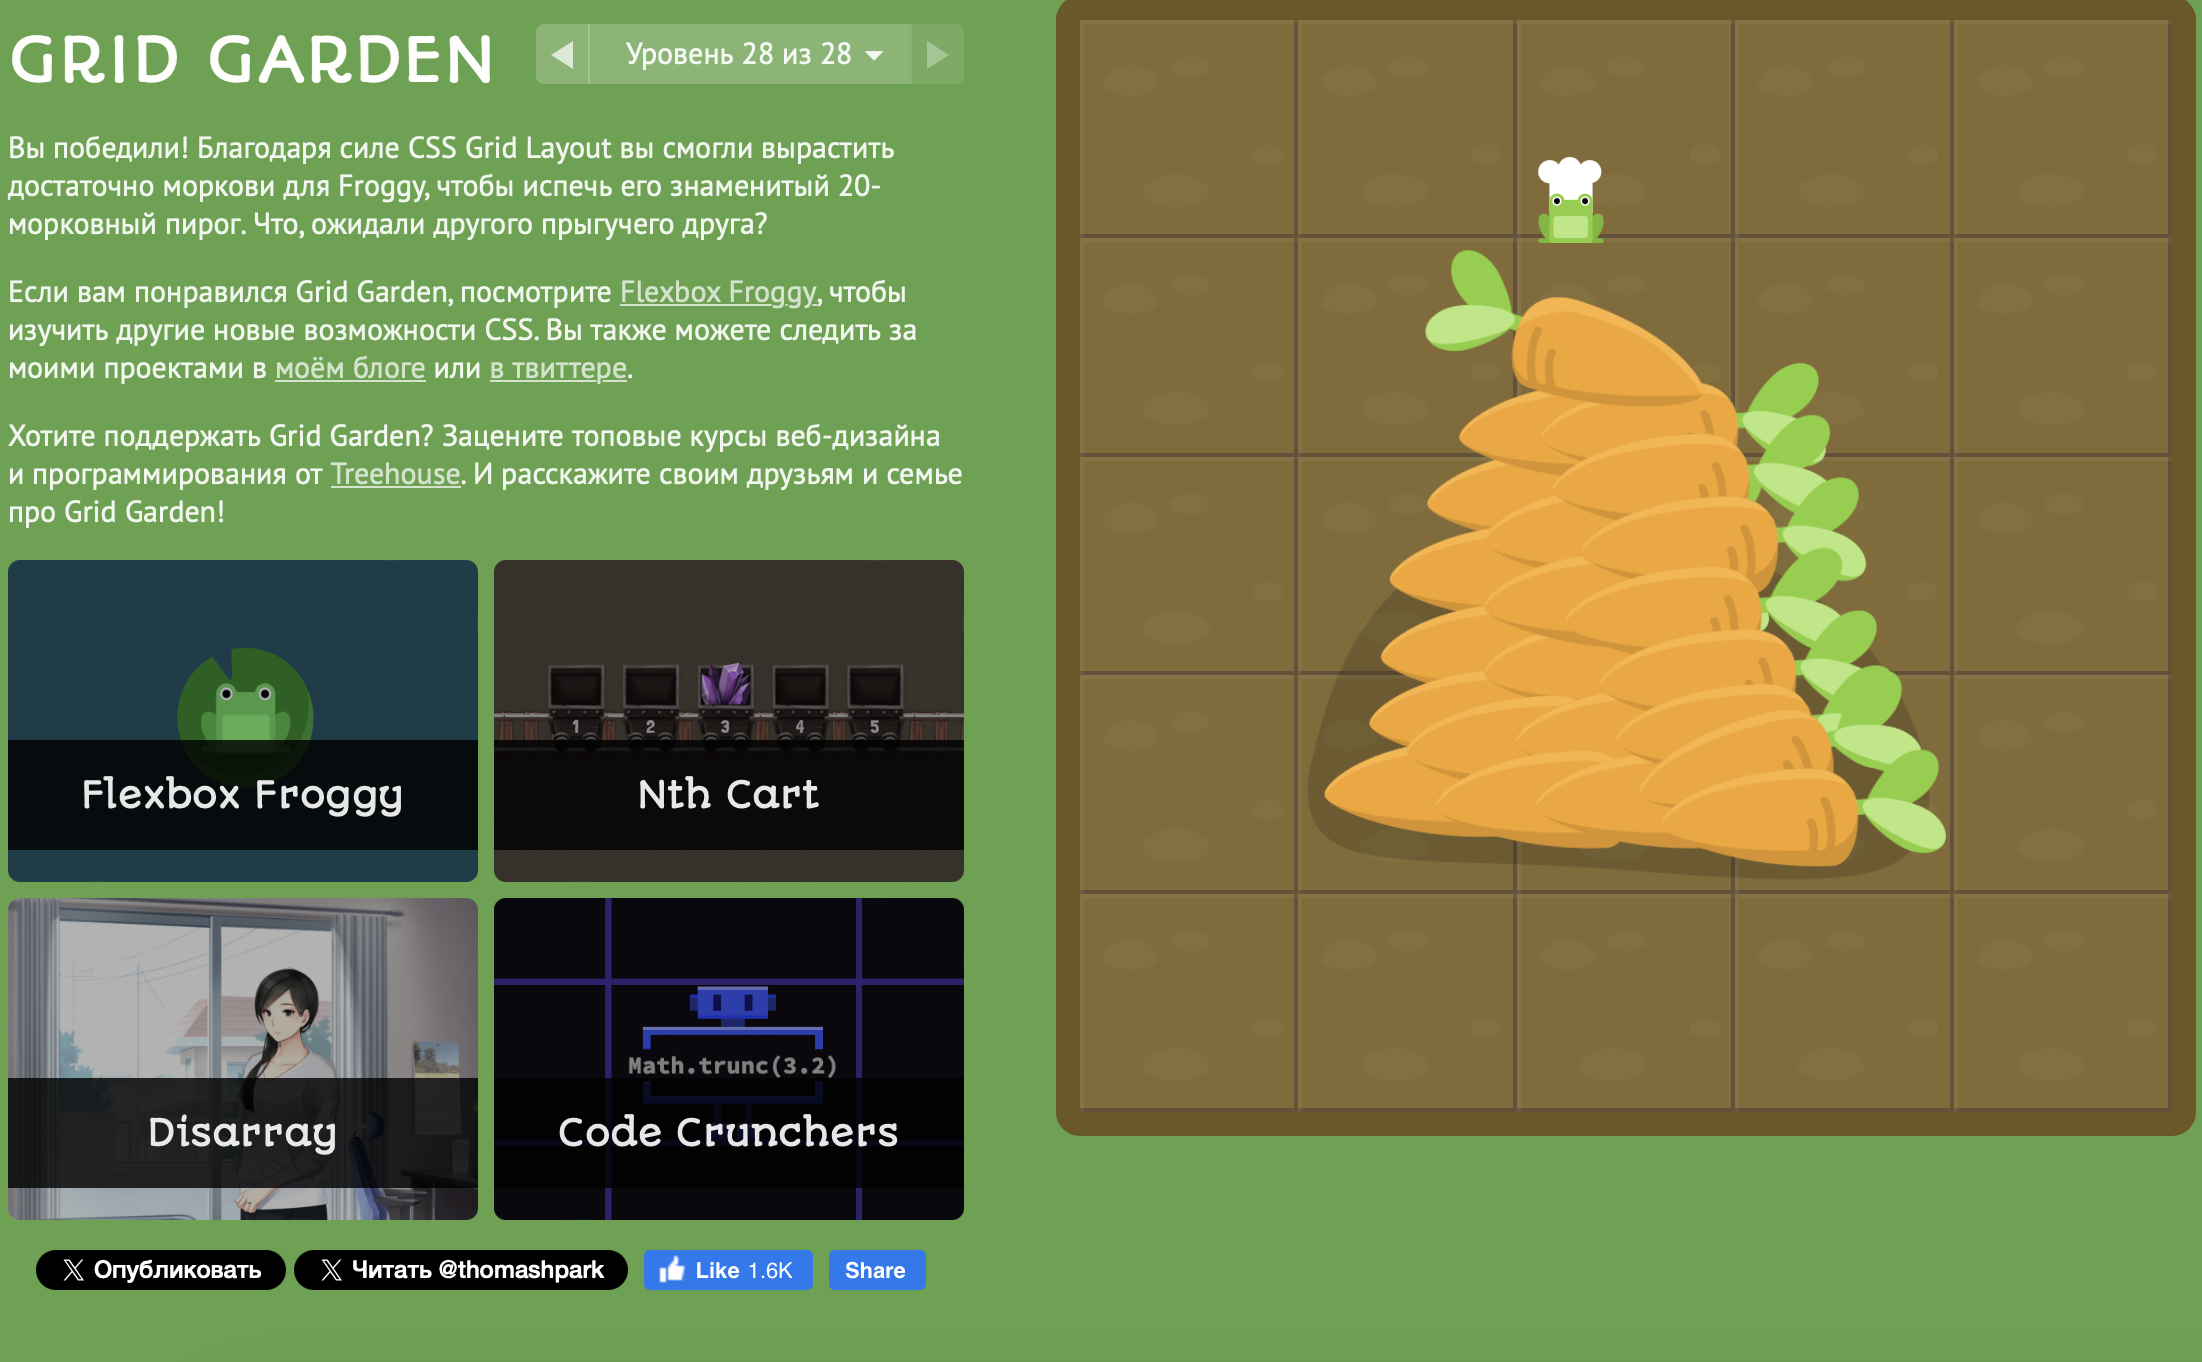 GRID GARDEN
Уровень 28 из 28
Вы победили! Благодаря силе CSS Grid Layout вы смогли вырастить
достаточно моркови для Froggy, чтобы испечь его знаменитый 20-
морковный пирог. Что, ожидали другого прыгучего друга?
Если вам понравился Grid Garden, посмотрите Flexbox Froggy, чтобы
изучить другие новые возможности CSS. Вы также можете следить за
моими проектами в моём блоге или в твиттере.
Хотите поддержать Grid Garden? Зацените топовые курсы веб-дизайна
и программирования от Treehouse. И расскажите своим друзьям и семье
про Grid Garden!
Flexbox Froggy
1 2 3 4 5
Nth Cart
Disarray
Math.trunc(3.2)
Code Crunchers
Опубликовать
Читать @thomashpark
Like 1.6K
Share